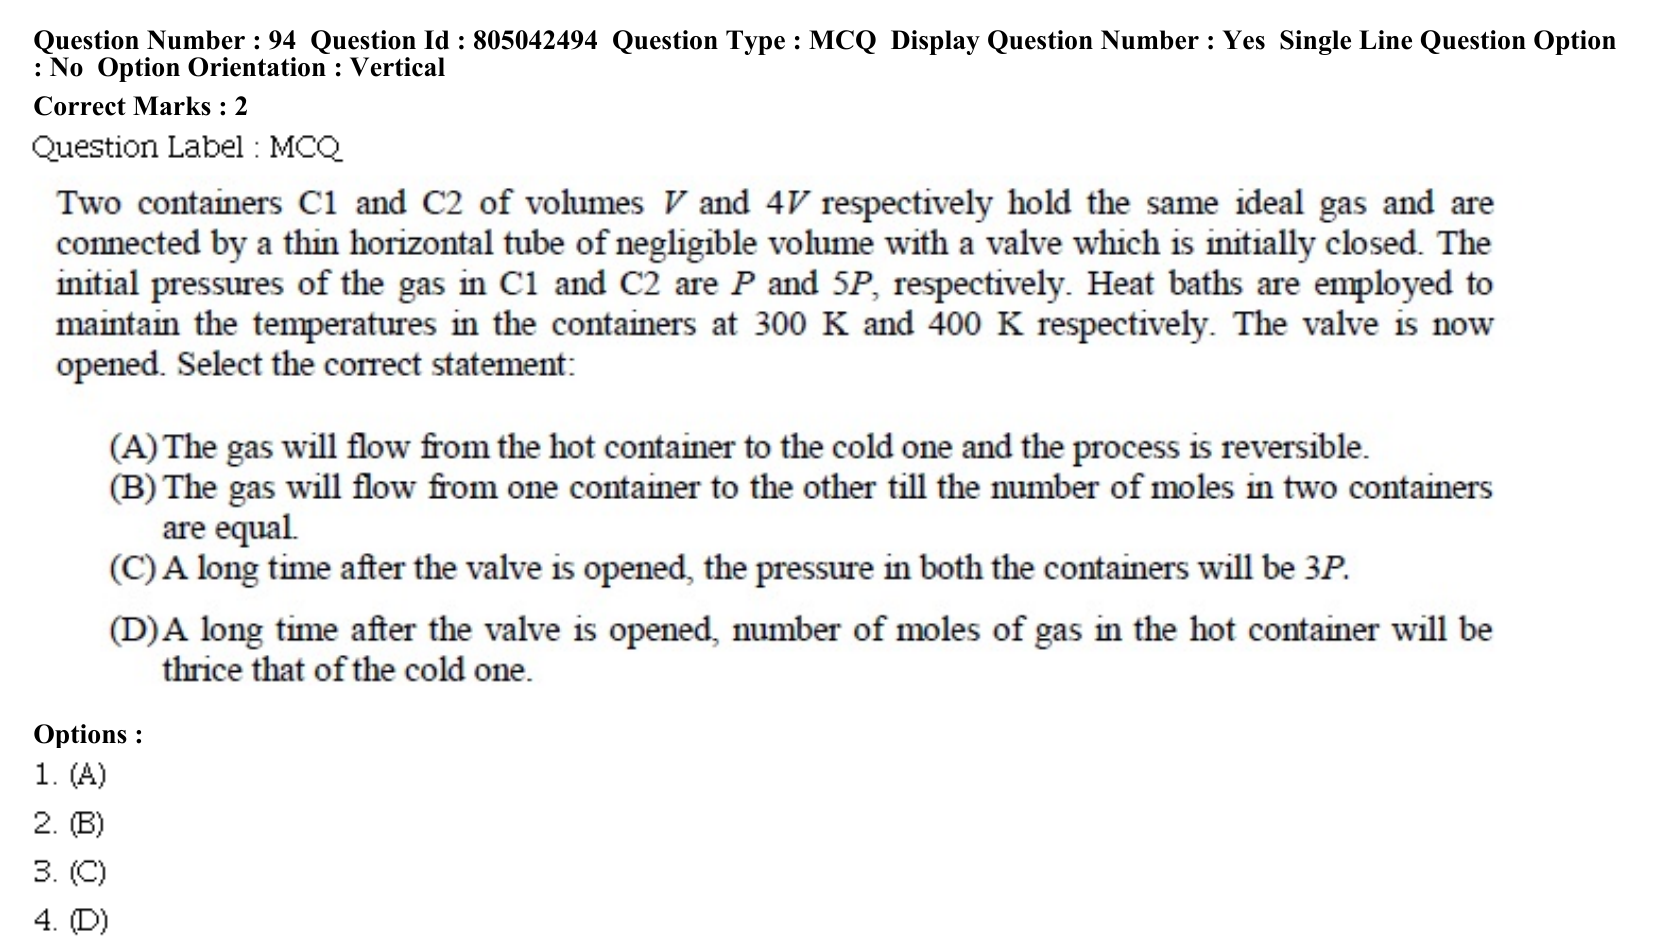 Question Number : 94 Question Id : 805042494 Question Type : MCQ Display Question Number : Yes Single Line Question Option
: No Option Orientation : Vertical
Correct Marks : 2
Question Label : MCQ
Two containers C1 and C2 of volumes V and 4V respectively hold the same ideal gas and are
connected by a thin horizontal tube of negligible volume with a valve which is initially closed. The
initial pressures of the gas in C1 and C2 are P and 5P, respectively. Heat baths are employed to
maintain the temperatures in the containers at 300 K and 400 K respectively. The valve is now
opened. Select the correct statement:
(A) The gas will flow from the hot container to the cold one and the process is reversible.
(B) The gas will flow from one container to the other till the number of moles in two containers
are equal.
(C) A long time after the valve is opened, the pressure in both the containers will be 3P.
(D) A long time after the valve is opened, number of moles of gas in the hot container will be
thrice that of the cold one.
Options :
1. (A)
2. (B)
3. (C)
4. (D)